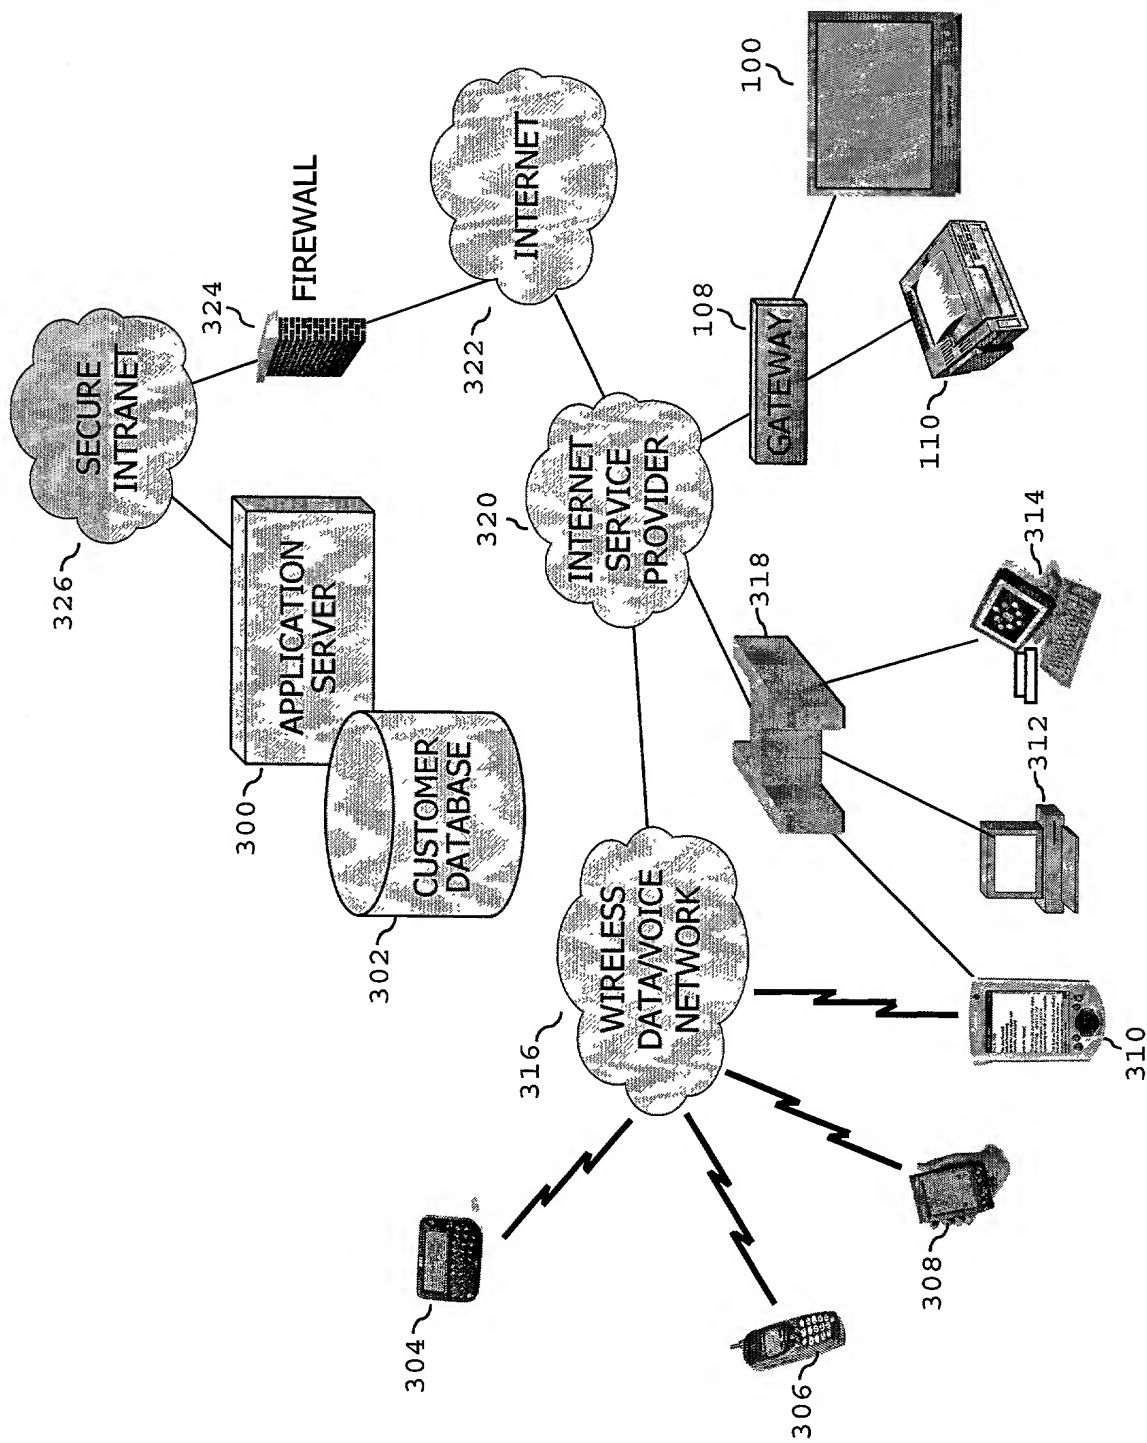 326
SECURE
INTRANET
324
FIREWALL
300
APPLICATION
SERVER
302
CUSTOMER
DATABASE
322
INTERNET
320
INTERNET
SERVICE
PROVIDER
316
WIRELESS
DATA/VOICE
NETWORK
304
306
308
310
318
312
314
108
GATEWAY
110
100